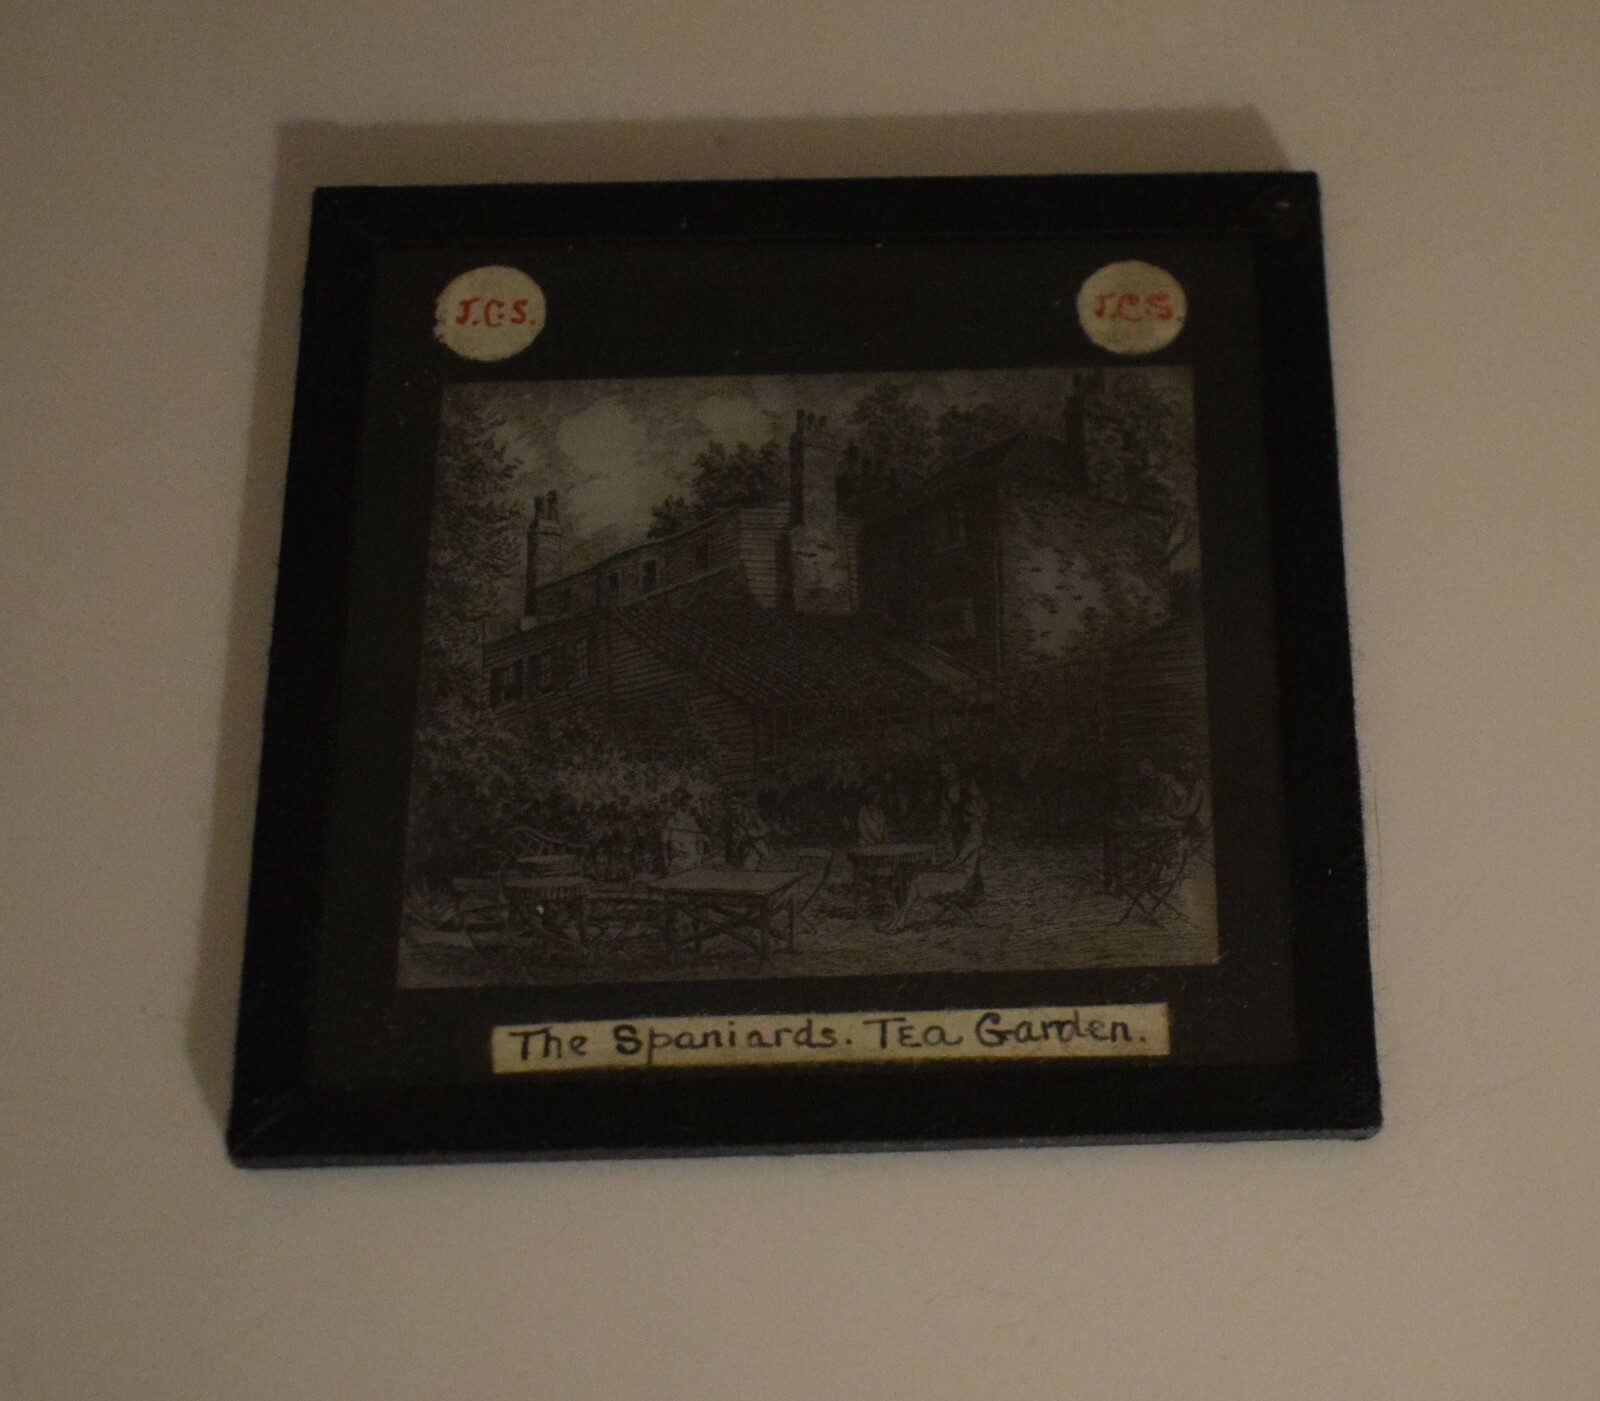 J.C.S.
J.C.S.
The Spaniards. Tea Garden.